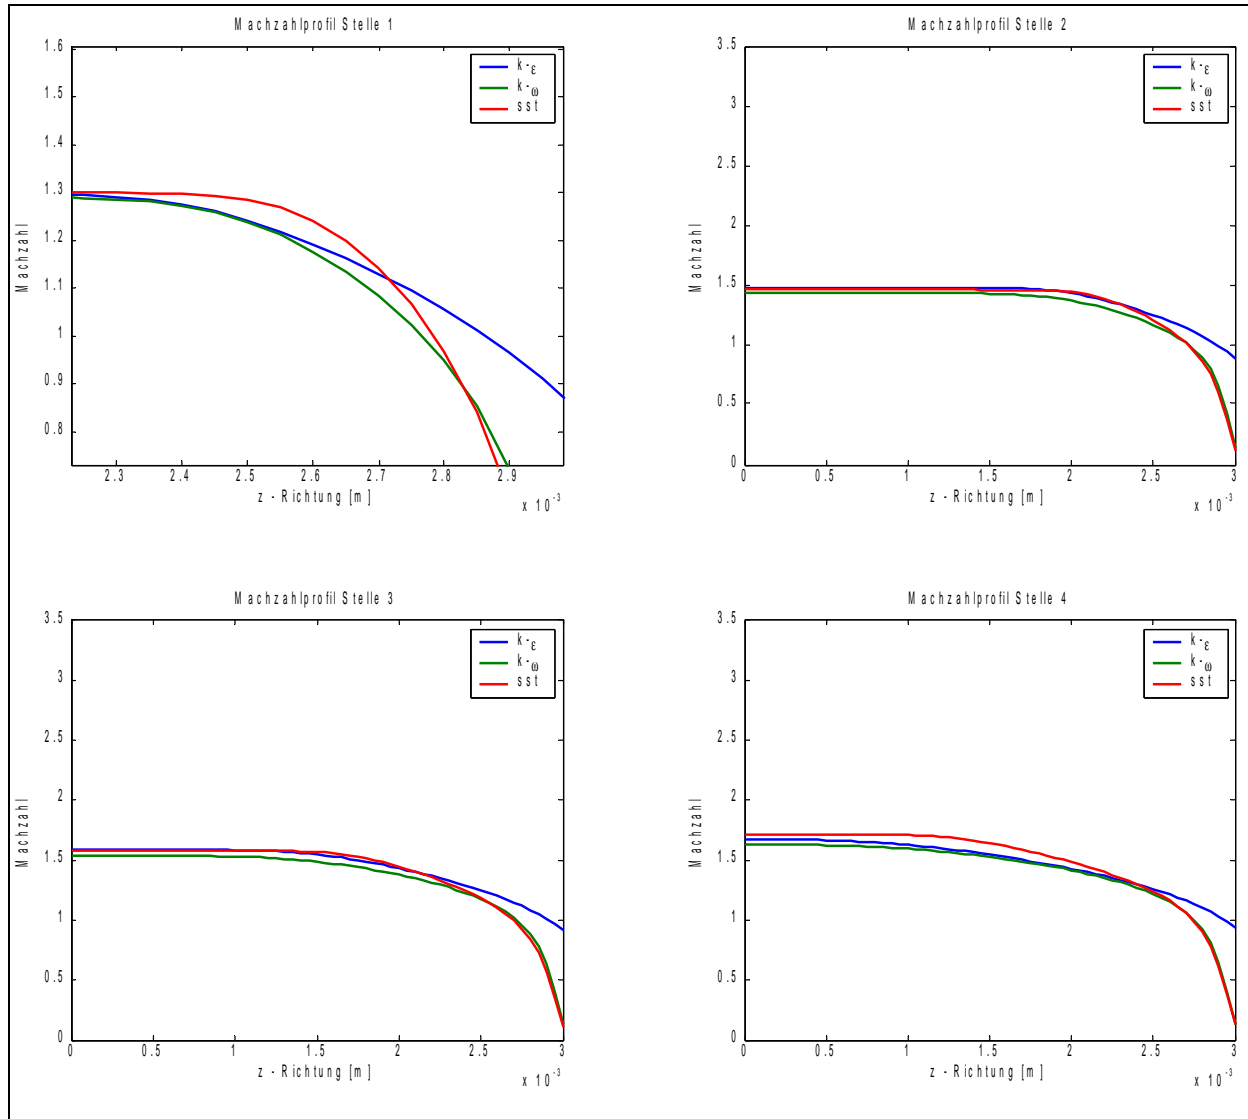 Machzahlprofil Stelle 1
1.6
1.5
1.4
1.3
1.2
1.1
1
0.9
0.8
Machzahl
2.3 2.4 2.5 2.6 2.7 2.8 2.9
z - Richtung [m]
x 10^-3
k-ε
k-ω
sst
Machzahlprofil Stelle 2
3.5
3
2.5
2
1.5
1
0.5
0
Machzahl
0 0.5 1 1.5 2 2.5 3
z - Richtung [m]
x 10^-3
k-ε
k-ω
sst
Machzahlprofil Stelle 3
3.5
3
2.5
2
1.5
1
0.5
0
Machzahl
0 0.5 1 1.5 2 2.5 3
z - Richtung [m]
x 10^-3
k-ε
k-ω
sst
Machzahlprofil Stelle 4
3.5
3
2.5
2
1.5
1
0.5
0
Machzahl
0 0.5 1 1.5 2 2.5 3
z - Richtung [m]
x 10^-3
k-ε
k-ω
sst